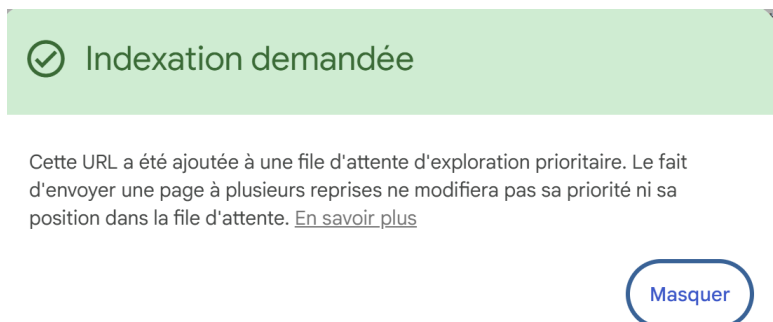 Indexation demandée
Cette URL a été ajoutée à une file d'attente d'exploration prioritaire. Le fait
d'envoyer une page à plusieurs reprises ne modifiera pas sa priorité ni sa
position dans la file d'attente. En savoir plus
Masquer